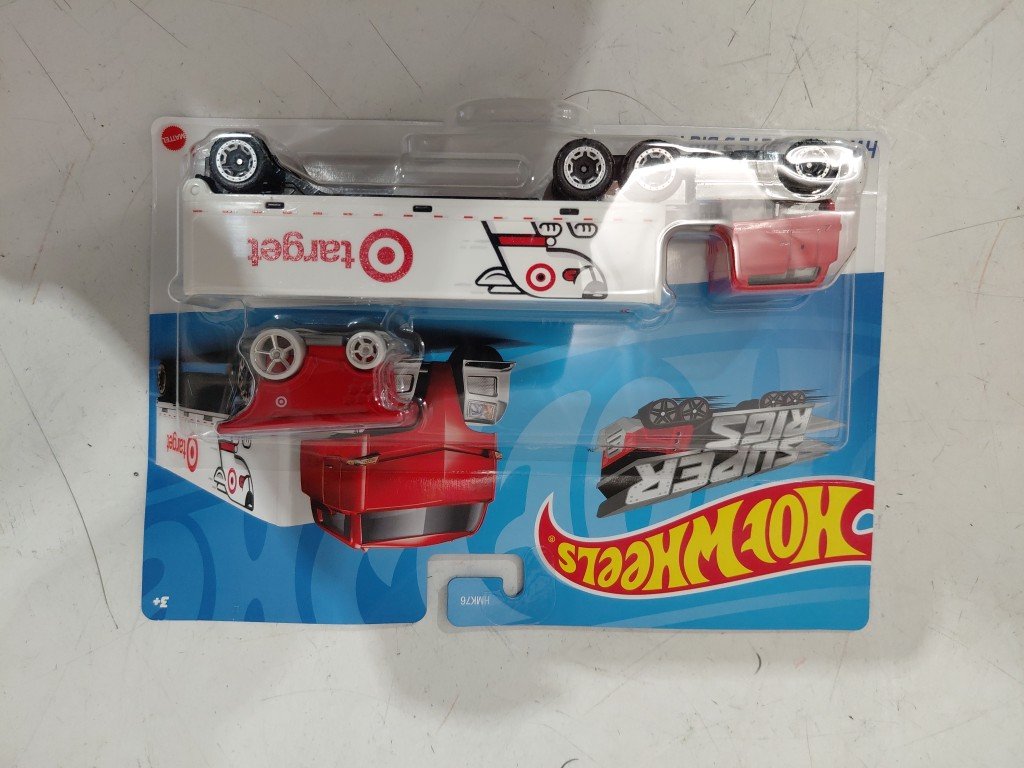 HOT WHEELS®
SUPER
RIGS
HMK76
3+
target
target
MATTEL